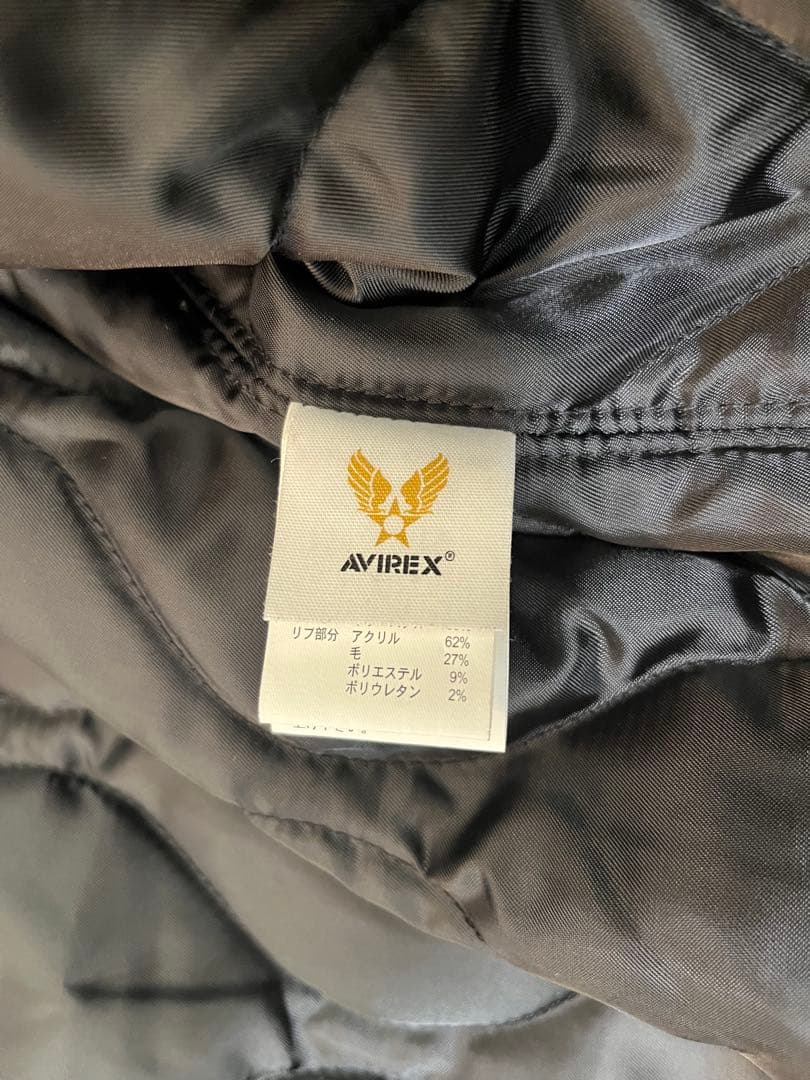 AVIREX®
リブ部分 アクリル 62%
毛 27%
ポリエステル 9%
ポリウレタン 2%